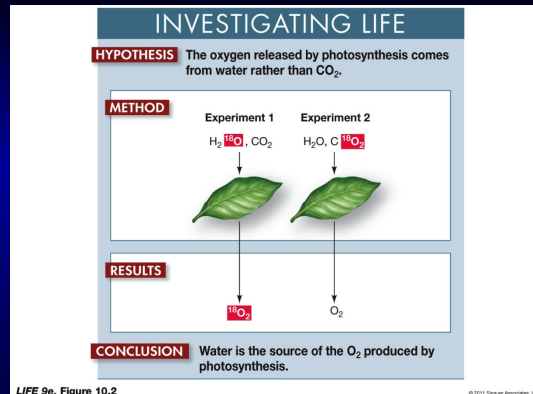 INVESTIGATING LIFE
HYPOTHESIS The oxygen released by photosynthesis comes
from water rather than CO₂.
METHOD
Experiment 1 Experiment 2
H₂ ¹⁸O , CO₂ H₂O, C ¹⁸O₂
RESULTS
¹⁸O₂ O₂
CONCLUSION Water is the source of the O₂ produced by
photosynthesis.
LIFE 9e, Figure 10.2
© 2011 Sinauer Associates, I